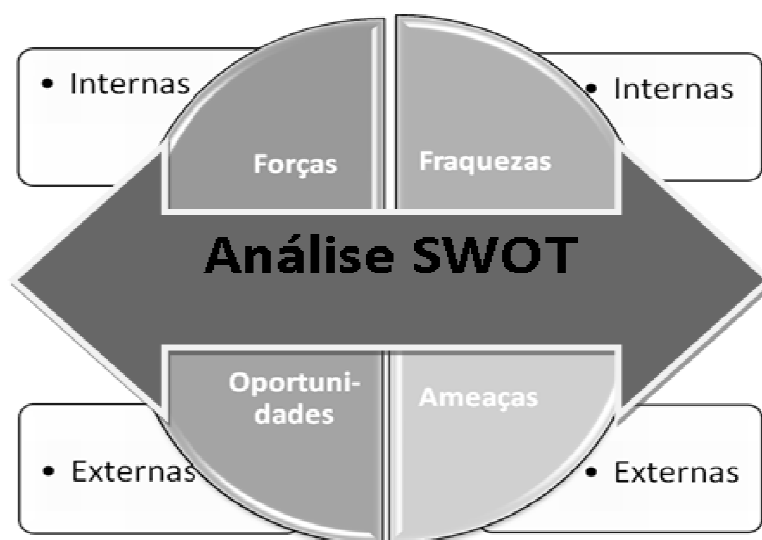 • Internas
• Internas
Forças
Fraquezas
Análise SWOT
Oportuni-
dades
Ameaças
• Externas
• Externas